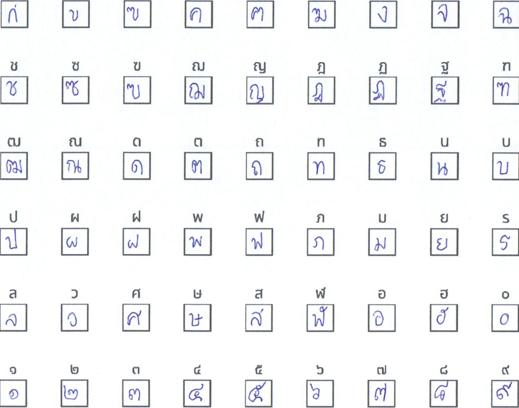 ก ข ฃ ค ฅ ฆ ง จ ฉ
ช ซ ฃ ฌ ญ ฎ ฏ ฐ ฑ
ช ซ ฃ ฌ ญ ฎ ฏ ฐ ฑ
ฒ ณ ด ต ถ ท ธ น บ
ฒ ณ ด ต ถ ท ธ น บ
ป ผ ฝ พ ฟ ภ ม ย ร
ป ผ ฝ พ ฟ ภ ม ย ร
ล ว ศ ษ ส ฬ อ ฮ ๐
ล ว ศ ษ ส ฬ อ ฮ ๐
๑ ๒ ๓ ๔ ๕ ๖ ๗ ๘ ๙
๑ ๒ ๓ ๔ ๕ ๖ ๗ ๘ ๙